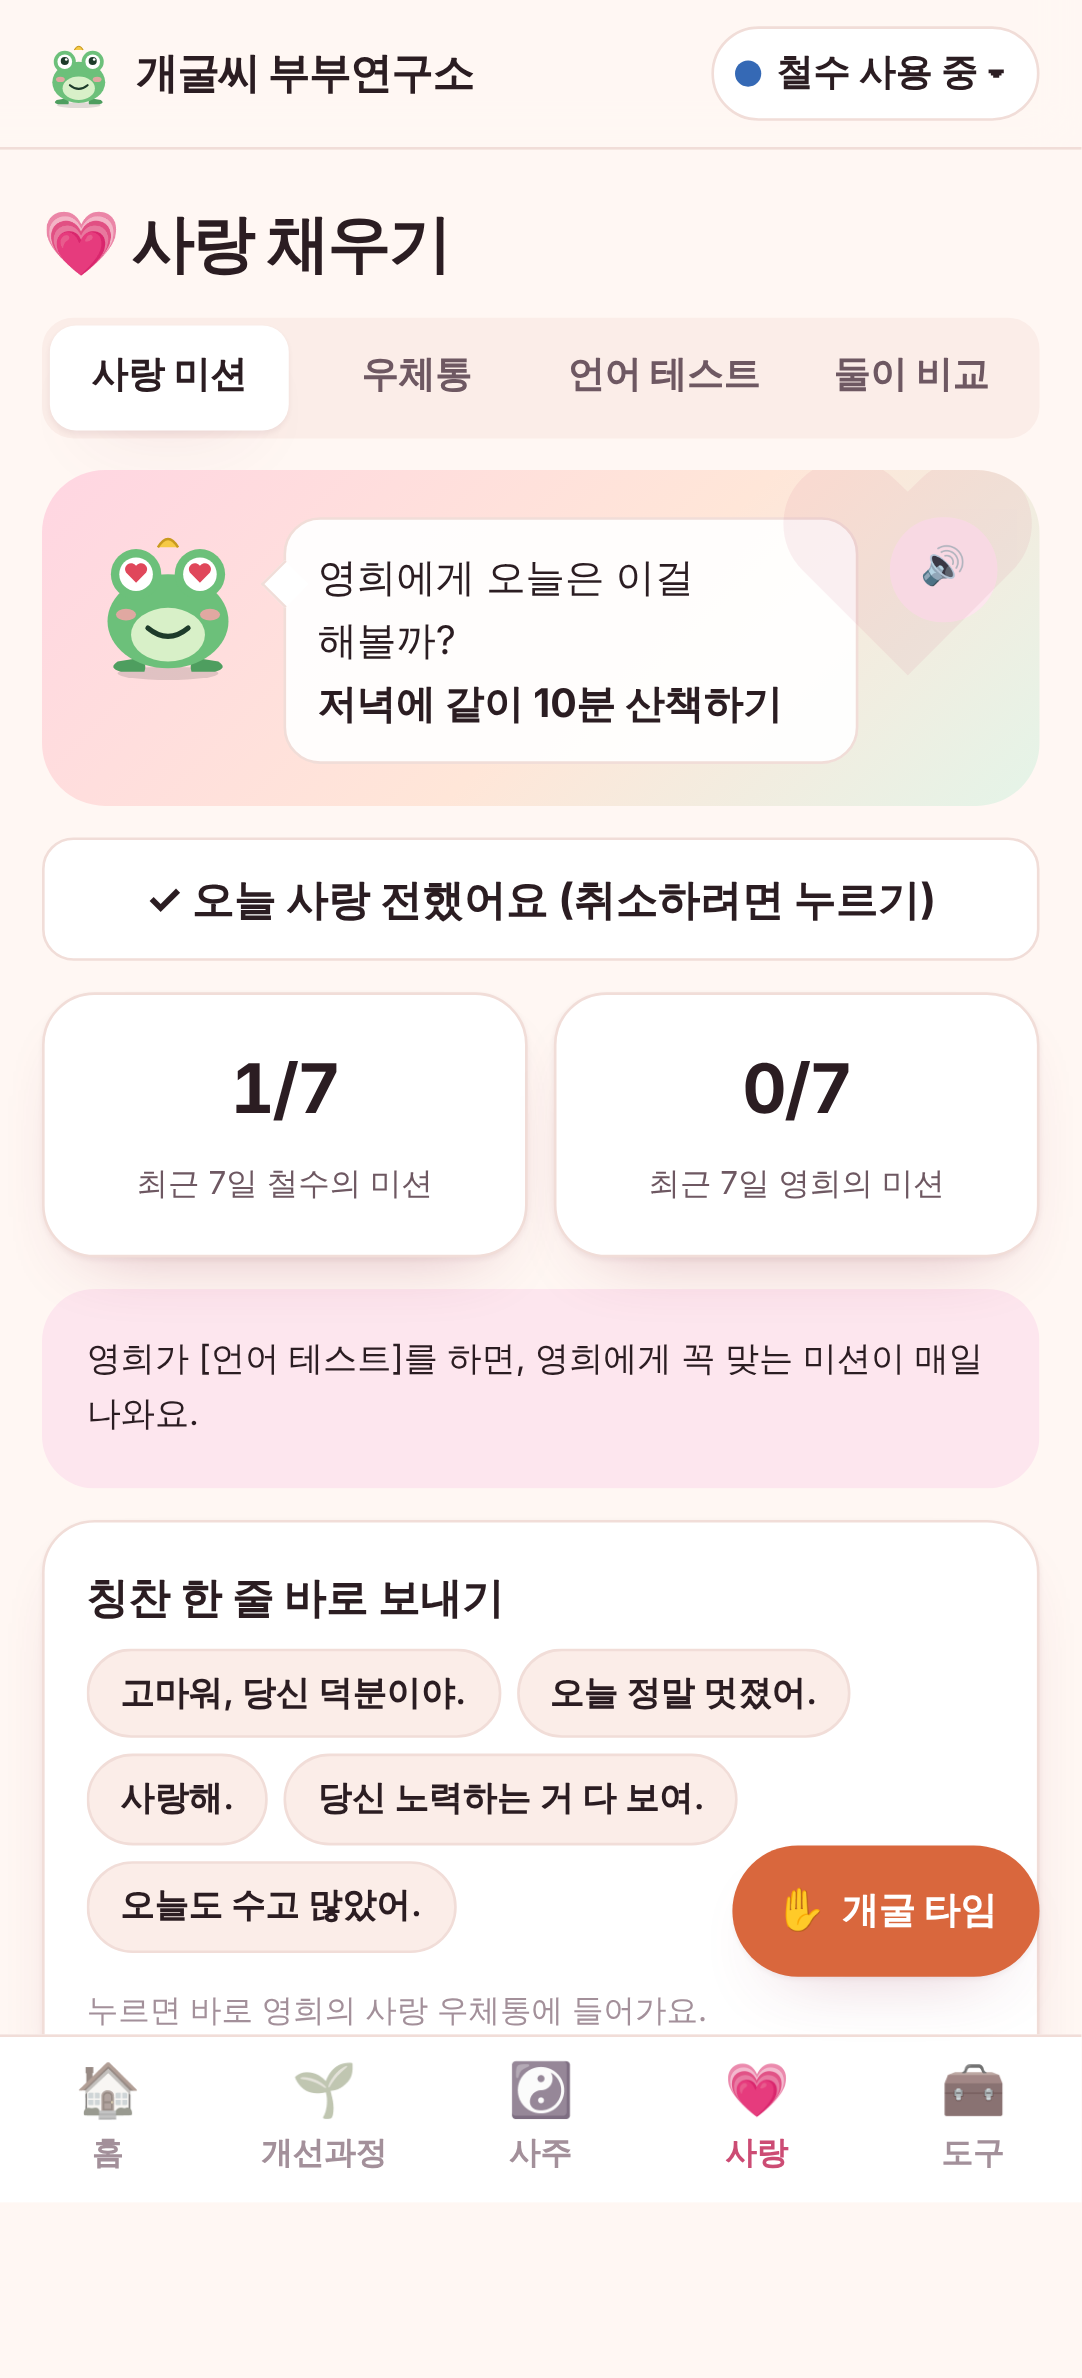 개굴씨 부부연구소
철수 사용 중
사랑 채우기
사랑 미션
우체통
언어 테스트
둘이 비교
영희에게 오늘은 이걸
해볼까?
저녁에 같이 10분 산책하기
✓ 오늘 사랑 전했어요 (취소하려면 누르기)
1/7
최근 7일 철수의 미션
0/7
최근 7일 영희의 미션
영희가 [언어 테스트]를 하면, 영희에게 꼭 맞는 미션이 매일
나와요.
칭찬 한 줄 바로 보내기
고마워, 당신 덕분이야.
오늘 정말 멋졌어.
사랑해.
당신 노력하는 거 다 보여.
오늘도 수고 많았어.
개굴 타임
누르면 바로 영희의 사랑 우체통에 들어가요.
홈
개선과정
사주
사랑
도구